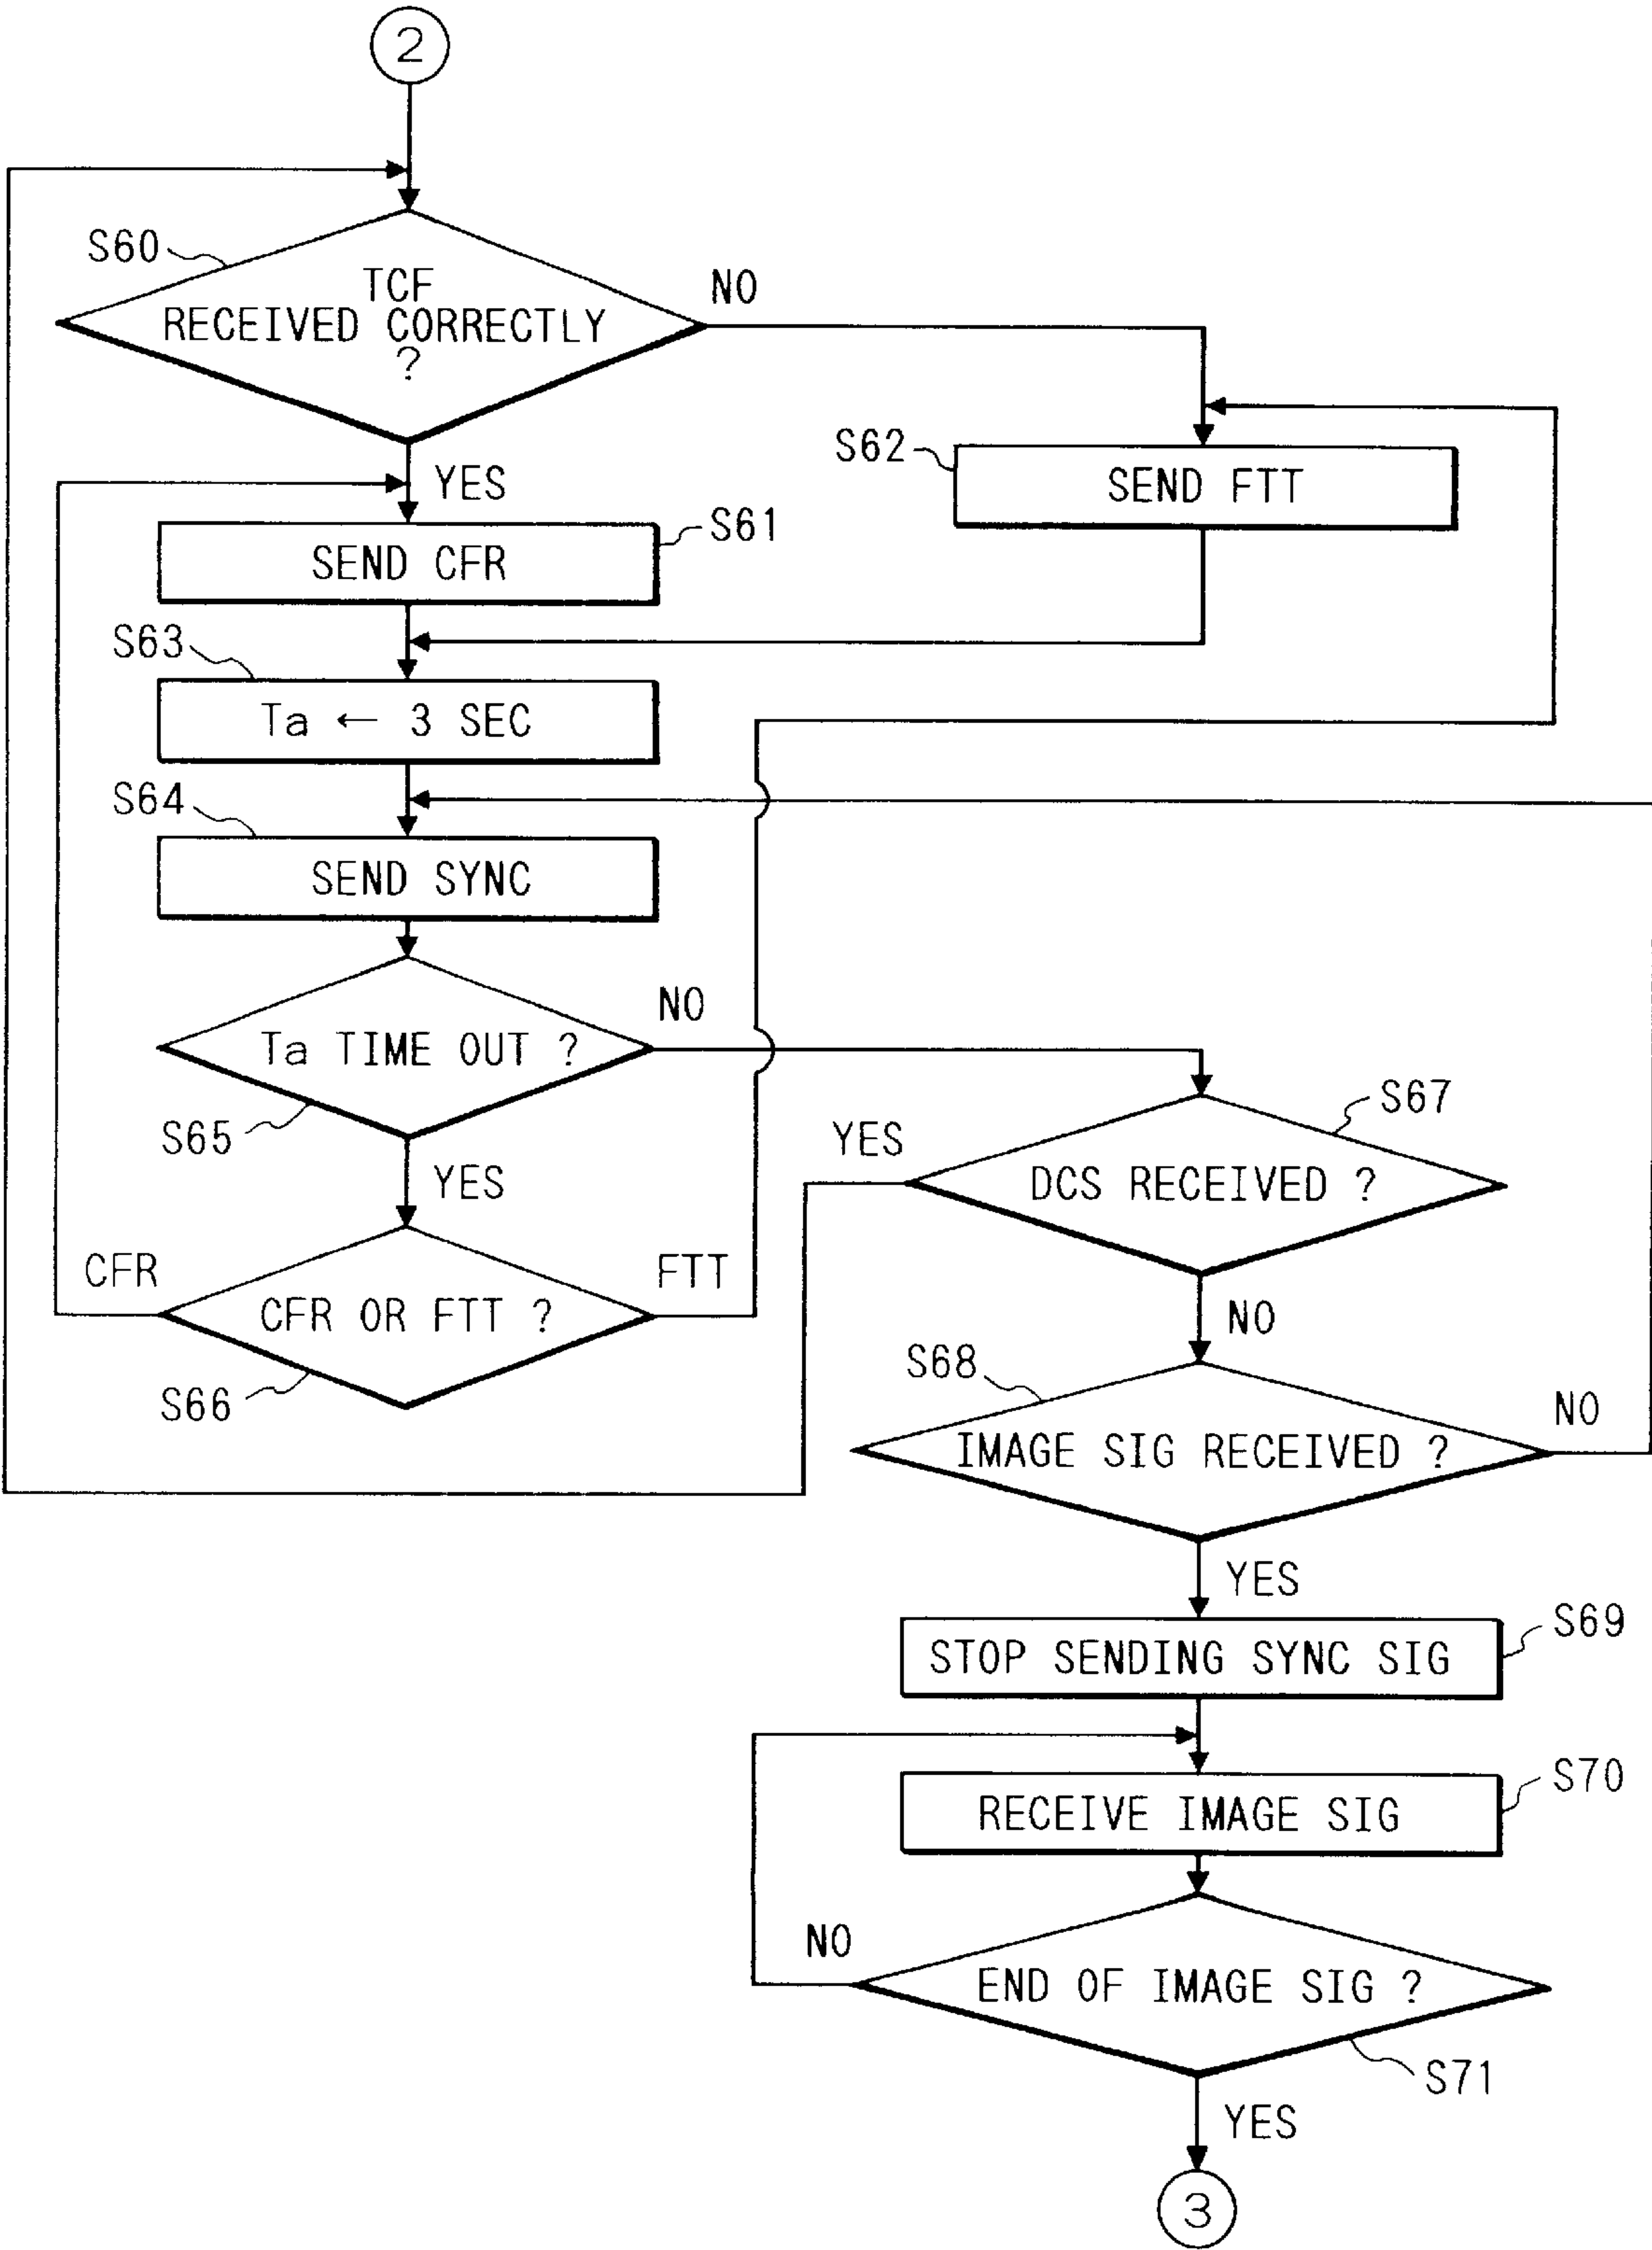 2
S60
TCF
RECEIVED CORRECTLY
?
NO
YES
S62
SEND FTT
S61
SEND CFR
S63
Ta ← 3 SEC
S64
SEND SYNC
NO
Ta TIME OUT ?
S65
YES
S67
YES
DCS RECEIVED ?
NO
CFR
FTT
CFR OR FTT ?
S66
S68
NO
IMAGE SIG RECEIVED ?
YES
S69
STOP SENDING SYNC SIG
S70
RECEIVE IMAGE SIG
NO
END OF IMAGE SIG ?
S71
YES
3